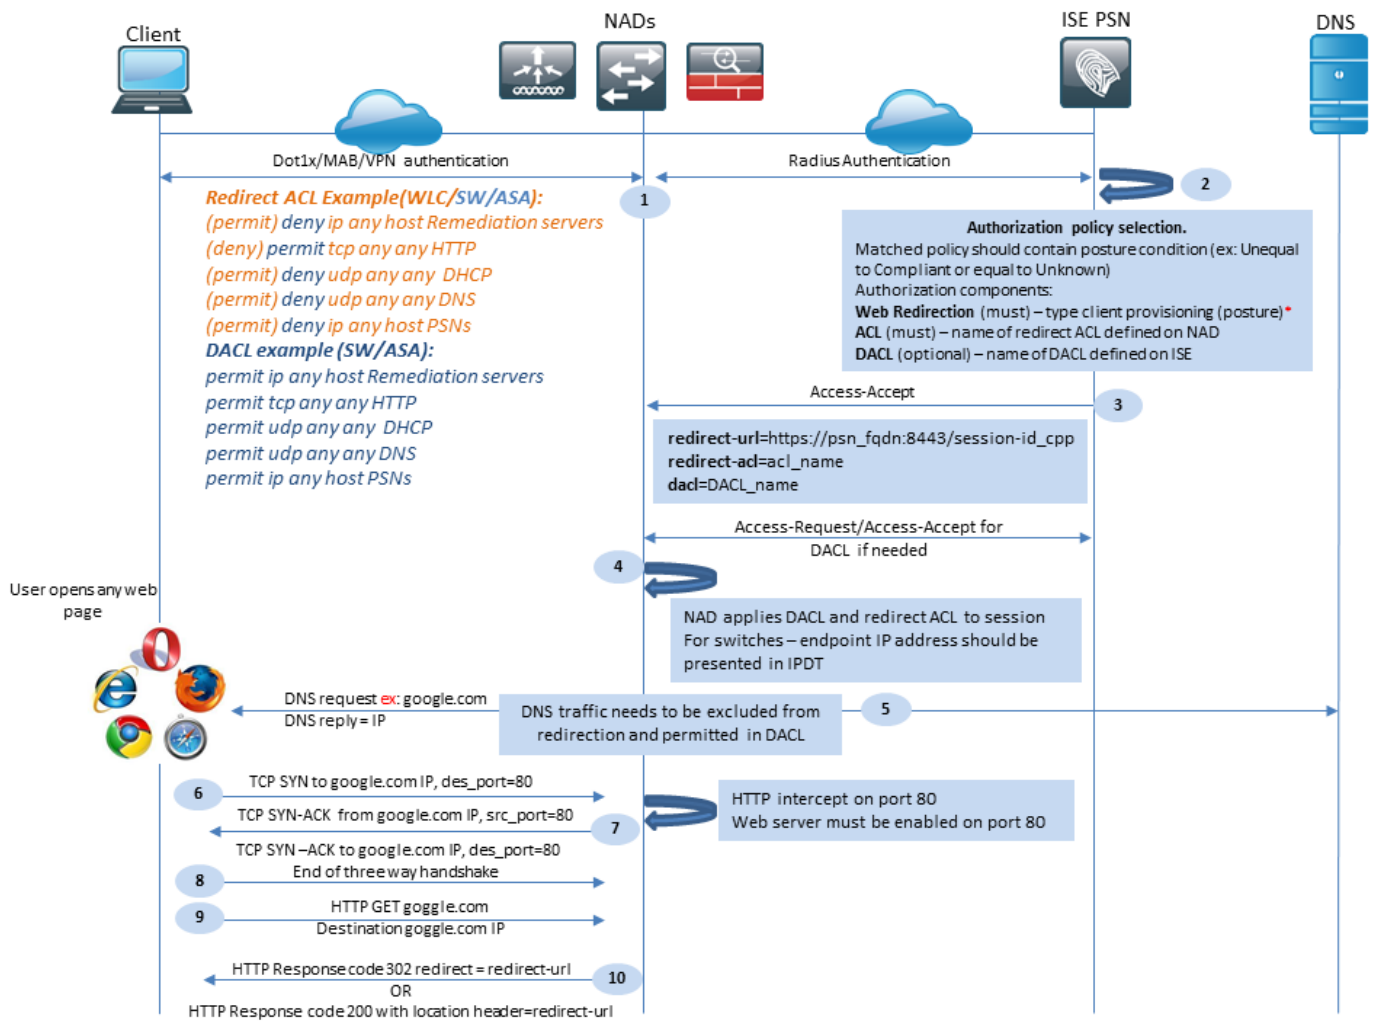 Client
NADs
ISE PSN
DNS
Dot1x/MAB/VPN authentication
Radius Authentication
1
2
Redirect ACL Example(WLC/SW/ASA):
(permit) deny ip any host Remediation servers
(deny) permit tcp any any HTTP
(permit) deny udp any any DHCP
(permit) deny udp any any DNS
(permit) deny ip any host PSNs
DACL example (SW/ASA):
permit ip any host Remediation servers
permit tcp any any HTTP
permit udp any any DHCP
permit udp any any DNS
permit ip any host PSNs
Authorization policy selection.
Matched policy should contain posture condition (ex: Unequal
to Compliant or equal to Unknown)
Authorization components:
Web Redirection (must) – type client provisioning (posture)*
ACL (must) – name of redirect ACL defined on NAD
DACL (optional) – name of DACL defined on ISE
Access-Accept
3
redirect-url=https://psn_fqdn:8443/session-id_cpp
redirect-acl=acl_name
dacl=DACL_name
Access-Request/Access-Accept for
DACL if needed
4
NAD applies DACL and redirect ACL to session
For switches – endpoint IP address should be
presented in IPDT
User opens any web
page
DNS request ex: google.com
DNS reply = IP
DNS traffic needs to be excluded from
redirection and permitted in DACL
5
6
TCP SYN to google.com IP, des_port=80
HTTP intercept on port 80
Web server must be enabled on port 80
TCP SYN-ACK from google.com IP, src_port=80
7
TCP SYN –ACK to google.com IP, des_port=80
8
End of three way handshake
9
HTTP GET goggle.com
Destination goggle.com IP
HTTP Response code 302 redirect = redirect-url
10
OR
HTTP Response code 200 with location header=redirect-url